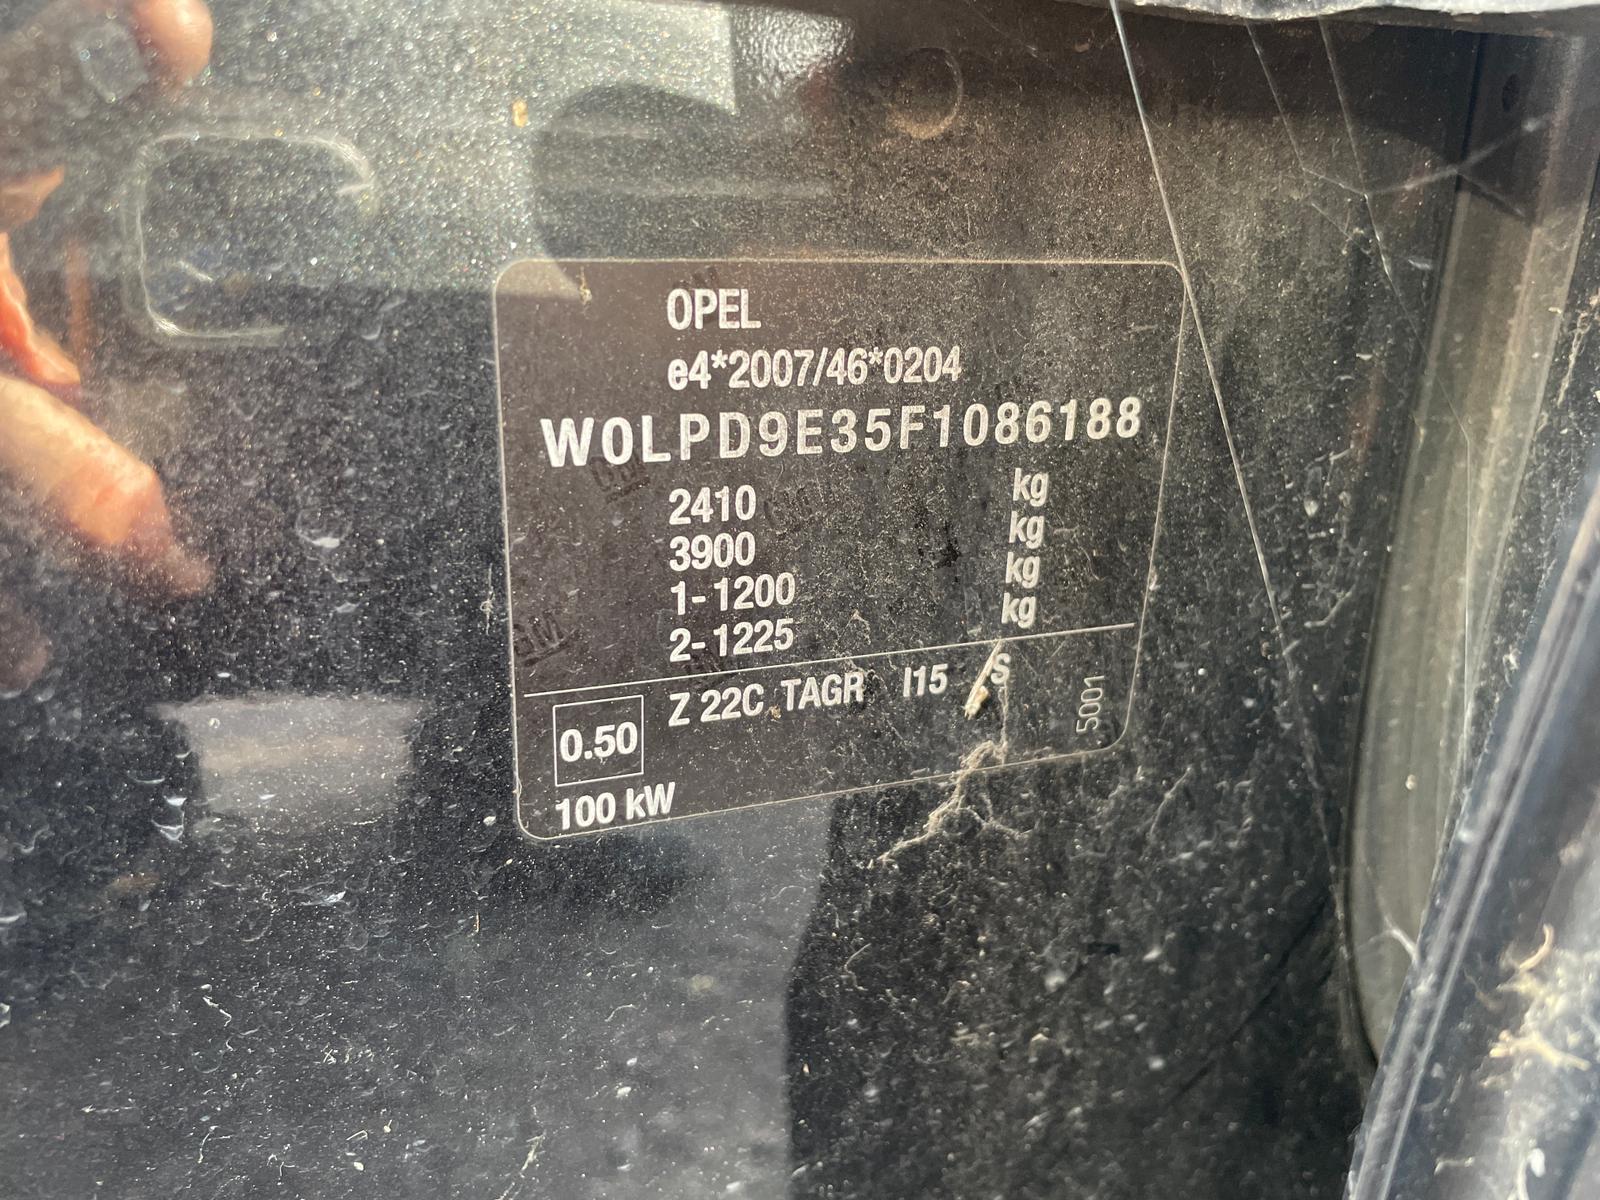 OPEL
e4*2007/46*0204
W0LPD9E35F1086188
2410 kg
3900 kg
1-1200 kg
2-1225 kg
Z 22C TAGR I15 /S
0.50
100 kW
5001